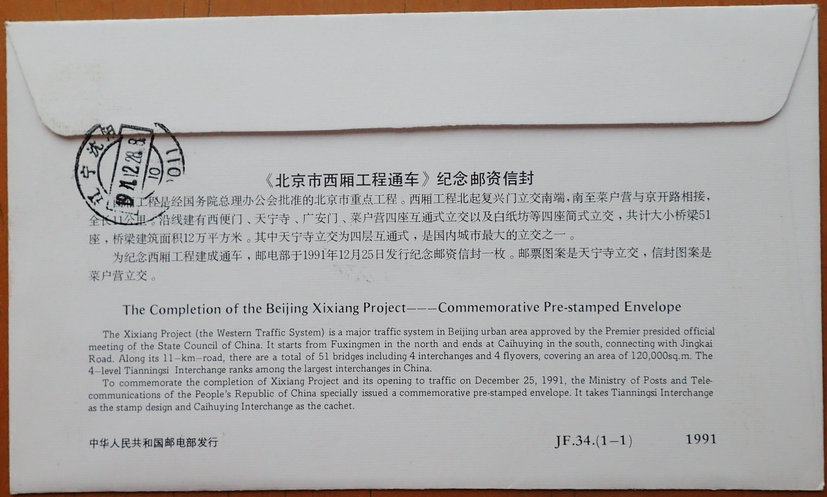 辽宁沈阳
1991.12.28.8
10
110
《北京市西厢工程通车》纪念邮资信封
工程是经国务院总理办公会批准的北京市重点工程。西厢工程北起复兴门立交南端，南至菜户营与京开路相接，
全长11公里。沿线建有西便门、天宁寺、广安门、菜户营四座互通式立交以及白纸坊等四座简式立交，共计大小桥梁51
座，桥梁建筑面积12万平方米。其中天宁寺立交为四层互通式，是国内城市最大的立交之一。
为纪念西厢工程建成通车，邮电部于1991年12月25日发行纪念邮资信封一枚。邮票图案是天宁寺立交，信封图案是
菜户营立交。
The Completion of the Beijing Xixiang Project———Commemorative Pre-stamped Envelope
The Xixiang Project (the Western Traffic System) is a major traffic system in Beijing urban area approved by the Premier presided official
meeting of the State Council of China. It starts from Fuxingmen in the north and ends at Caihuying in the south, connecting with Jingkai
Road. Along its 11-km-road, there are a total of 51 bridges including 4 interchanges and 4 flyovers, covering an area of 120,000sq.m. The
4-level Tianningsi Interchange ranks among the largest interchanges in China.
To commemorate the completion of Xixiang Project and its opening to traffic on December 25, 1991, the Ministry of Posts and Tele-
communications of the People's Republic of China specially issued a commemorative pre-stamped envelope. It takes Tianningsi Interchange
as the stamp design and Caihuying Interchange as the cachet.
中华人民共和国邮电部发行 JF.34.(1-1) 1991